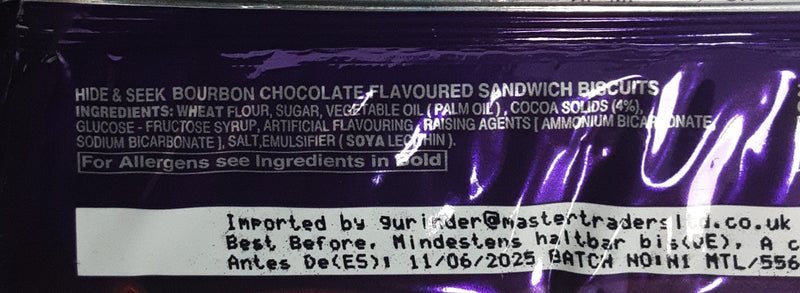 HIDE & SEEK BOURBON CHOCOLATE FLAVOURED SANDWICH BISCUITS
INGREDIENTS: WHEAT FLOUR, SUGAR, VEGETABLE OIL ( PALM OIL ) , COCOA SOLIDS (4%),
GLUCOSE - FRUCTOSE SYRUP, ARTIFICIAL FLAVOURING, RAISING AGENTS [ AMMONIUM BICARBONATE,
SODIUM BICARBONATE ], SALT,EMULSIFIER ( SOYA LECITHIN ).
For Allergens see Ingredients in Bold
Imported by gurinder@mastertradersltd.co.uk
Best Before, Mindestens haltbar bis(DE), A c
Antes De(ES): 11/06/2025 BATCH NO:N1 MTL/556